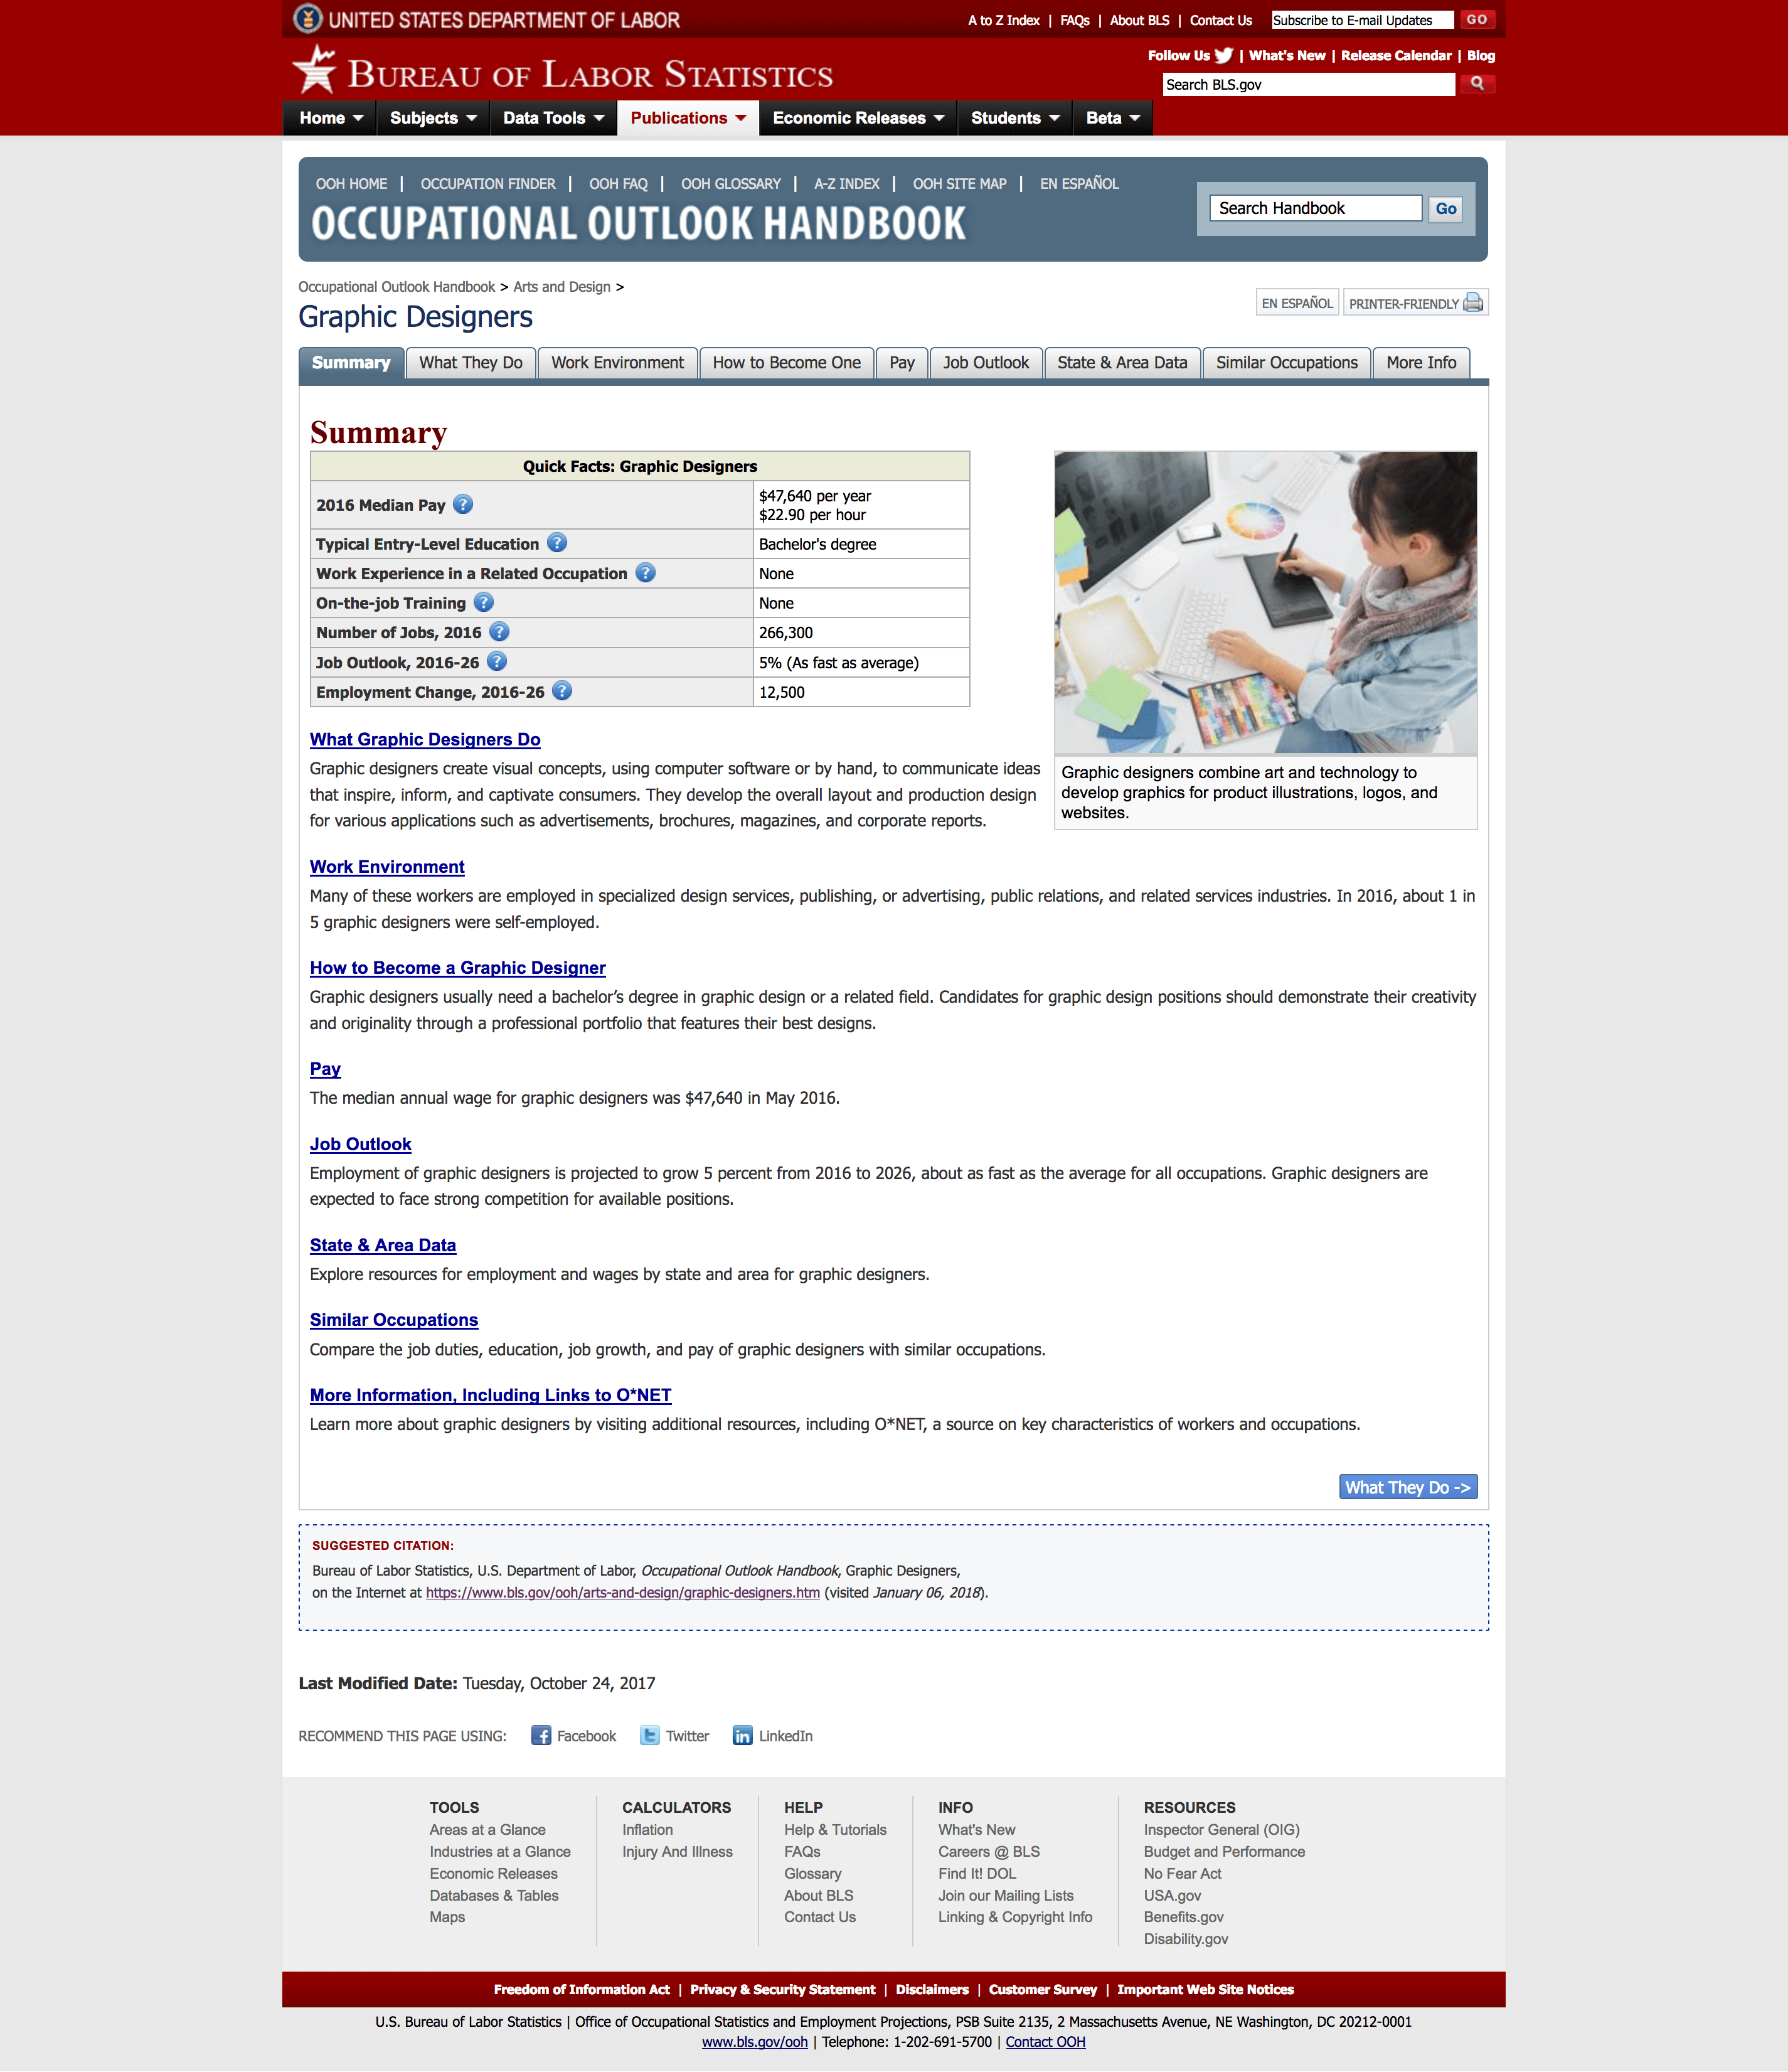 UNITED STATES DEPARTMENT OF LABOR
A to Z Index | FAQs | About BLS | Contact Us Subscribe to E-mail Updates GO
Follow Us | What's New | Release Calendar | Blog
BUREAU OF LABOR STATISTICS
Search BLS.gov
Home Subjects Data Tools Publications Economic Releases Students Beta
OOH HOME | OCCUPATION FINDER | OOH FAQ | OOH GLOSSARY | A-Z INDEX | OOH SITE MAP | EN ESPAÑOL
OCCUPATIONAL OUTLOOK HANDBOOK
Search Handbook Go
Occupational Outlook Handbook > Arts and Design >
Graphic Designers
EN ESPAÑOL PRINTER-FRIENDLY
Summary What They Do Work Environment How to Become One Pay Job Outlook State & Area Data Similar Occupations More Info
Summary
Quick Facts: Graphic Designers
2016 Median Pay ? $47,640 per year
$22.90 per hour
Typical Entry-Level Education ? Bachelor's degree
Work Experience in a Related Occupation ? None
On-the-job Training ? None
Number of Jobs, 2016 ? 266,300
Job Outlook, 2016-26 ? 5% (As fast as average)
Employment Change, 2016-26 ? 12,500
Graphic designers combine art and technology to
develop graphics for product illustrations, logos, and
websites.
What Graphic Designers Do
Graphic designers create visual concepts, using computer software or by hand, to communicate ideas
that inspire, inform, and captivate consumers. They develop the overall layout and production design
for various applications such as advertisements, brochures, magazines, and corporate reports.
Work Environment
Many of these workers are employed in specialized design services, publishing, or advertising, public relations, and related services industries. In 2016, about 1 in
5 graphic designers were self-employed.
How to Become a Graphic Designer
Graphic designers usually need a bachelor’s degree in graphic design or a related field. Candidates for graphic design positions should demonstrate their creativity
and originality through a professional portfolio that features their best designs.
Pay
The median annual wage for graphic designers was $47,640 in May 2016.
Job Outlook
Employment of graphic designers is projected to grow 5 percent from 2016 to 2026, about as fast as the average for all occupations. Graphic designers are
expected to face strong competition for available positions.
State & Area Data
Explore resources for employment and wages by state and area for graphic designers.
Similar Occupations
Compare the job duties, education, job growth, and pay of graphic designers with similar occupations.
More Information, Including Links to O*NET
Learn more about graphic designers by visiting additional resources, including O*NET, a source on key characteristics of workers and occupations.
What They Do ->
SUGGESTED CITATION:
Bureau of Labor Statistics, U.S. Department of Labor, Occupational Outlook Handbook, Graphic Designers,
on the Internet at https://www.bls.gov/ooh/arts-and-design/graphic-designers.htm (visited January 06, 2018).
Last Modified Date: Tuesday, October 24, 2017
RECOMMEND THIS PAGE USING: Facebook Twitter LinkedIn
TOOLS
Areas at a Glance
Industries at a Glance
Economic Releases
Databases & Tables
Maps
CALCULATORS
Inflation
Injury And Illness
HELP
Help & Tutorials
FAQs
Glossary
About BLS
Contact Us
INFO
What's New
Careers @ BLS
Find It! DOL
Join our Mailing Lists
Linking & Copyright Info
RESOURCES
Inspector General (OIG)
Budget and Performance
No Fear Act
USA.gov
Benefits.gov
Disability.gov
Freedom of Information Act | Privacy & Security Statement | Disclaimers | Customer Survey | Important Web Site Notices
U.S. Bureau of Labor Statistics | Office of Occupational Statistics and Employment Projections, PSB Suite 2135, 2 Massachusetts Avenue, NE Washington, DC 20212-0001
www.bls.gov/ooh | Telephone: 1-202-691-5700 | Contact OOH